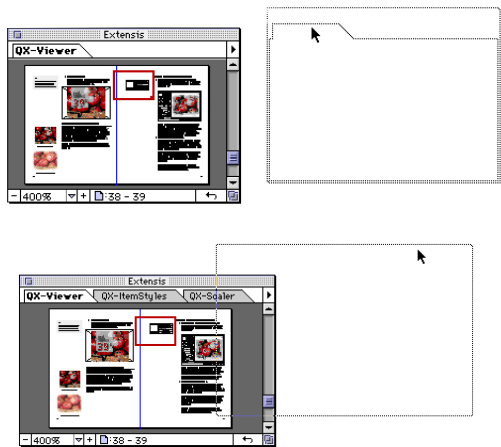 Extensis
QX-Viewer
- 400% + :38 - 39
Extensis
QX-Viewer QX-ItemStyles QX-Scaler
- 400% + :38 - 39